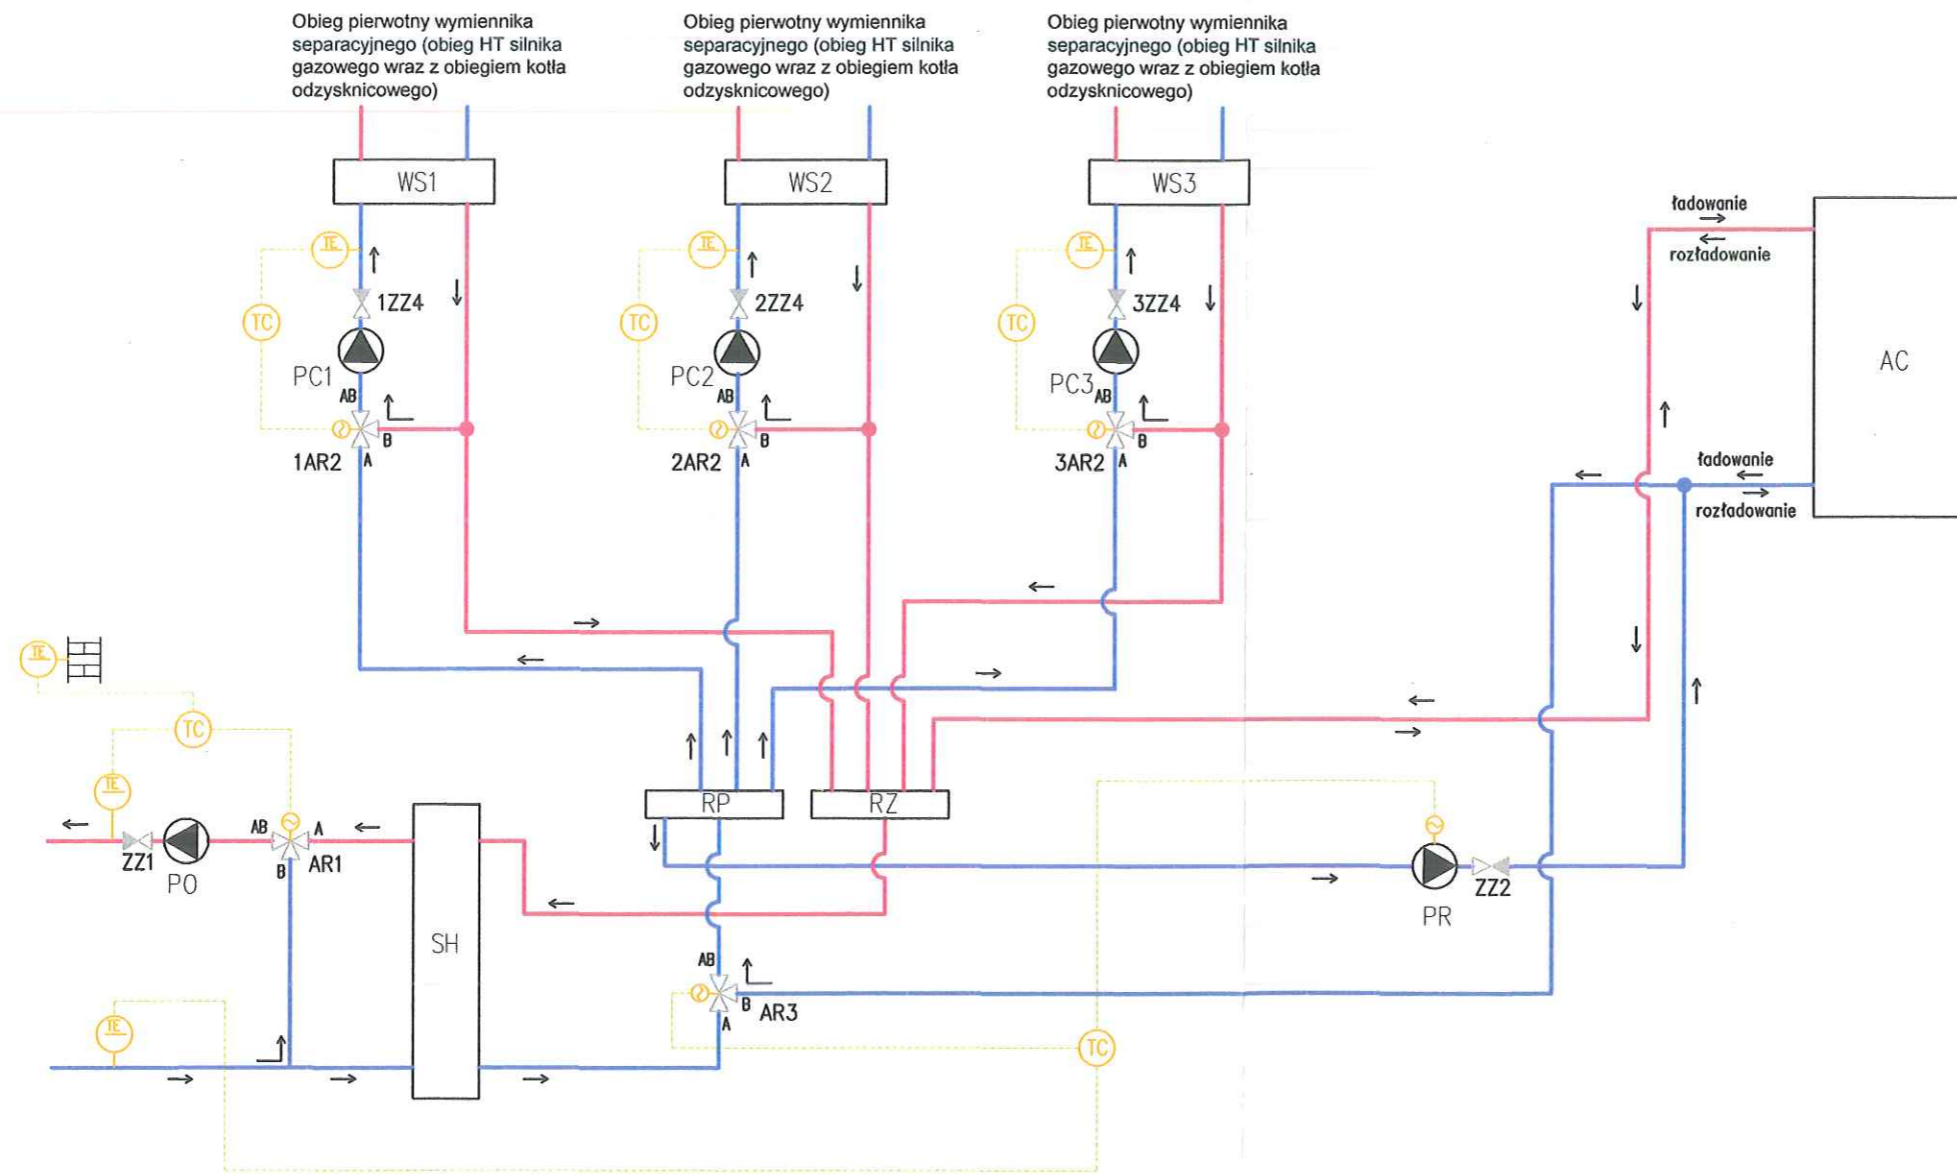 Obieg pierwotny wymiennika
separacyjnego (obieg HT silnika
gazowego wraz z obiegiem kotła
odzysknicowego)
Obieg pierwotny wymiennika
separacyjnego (obieg HT silnika
gazowego wraz z obiegiem kotła
odzysknicowego)
Obieg pierwotny wymiennika
separacyjnego (obieg HT silnika
gazowego wraz z obiegiem kotła
odzysknicowego)
WS1
WS2
WS3
ładowanie
rozładowanie
TE
TE
TE
1ZZ4
2ZZ4
3ZZ4
TC
TC
TC
AC
PC1
PC2
PC3
AB
AB
AB
B
B
B
1AR2
A
2AR2
A
3AR2
A
ładowanie
rozładowanie
TE
TC
TE
RP
RZ
AB
A
ZZ1
PO
B
AR1
ZZ2
PR
SH
AB
B
AR3
A
TE
TC